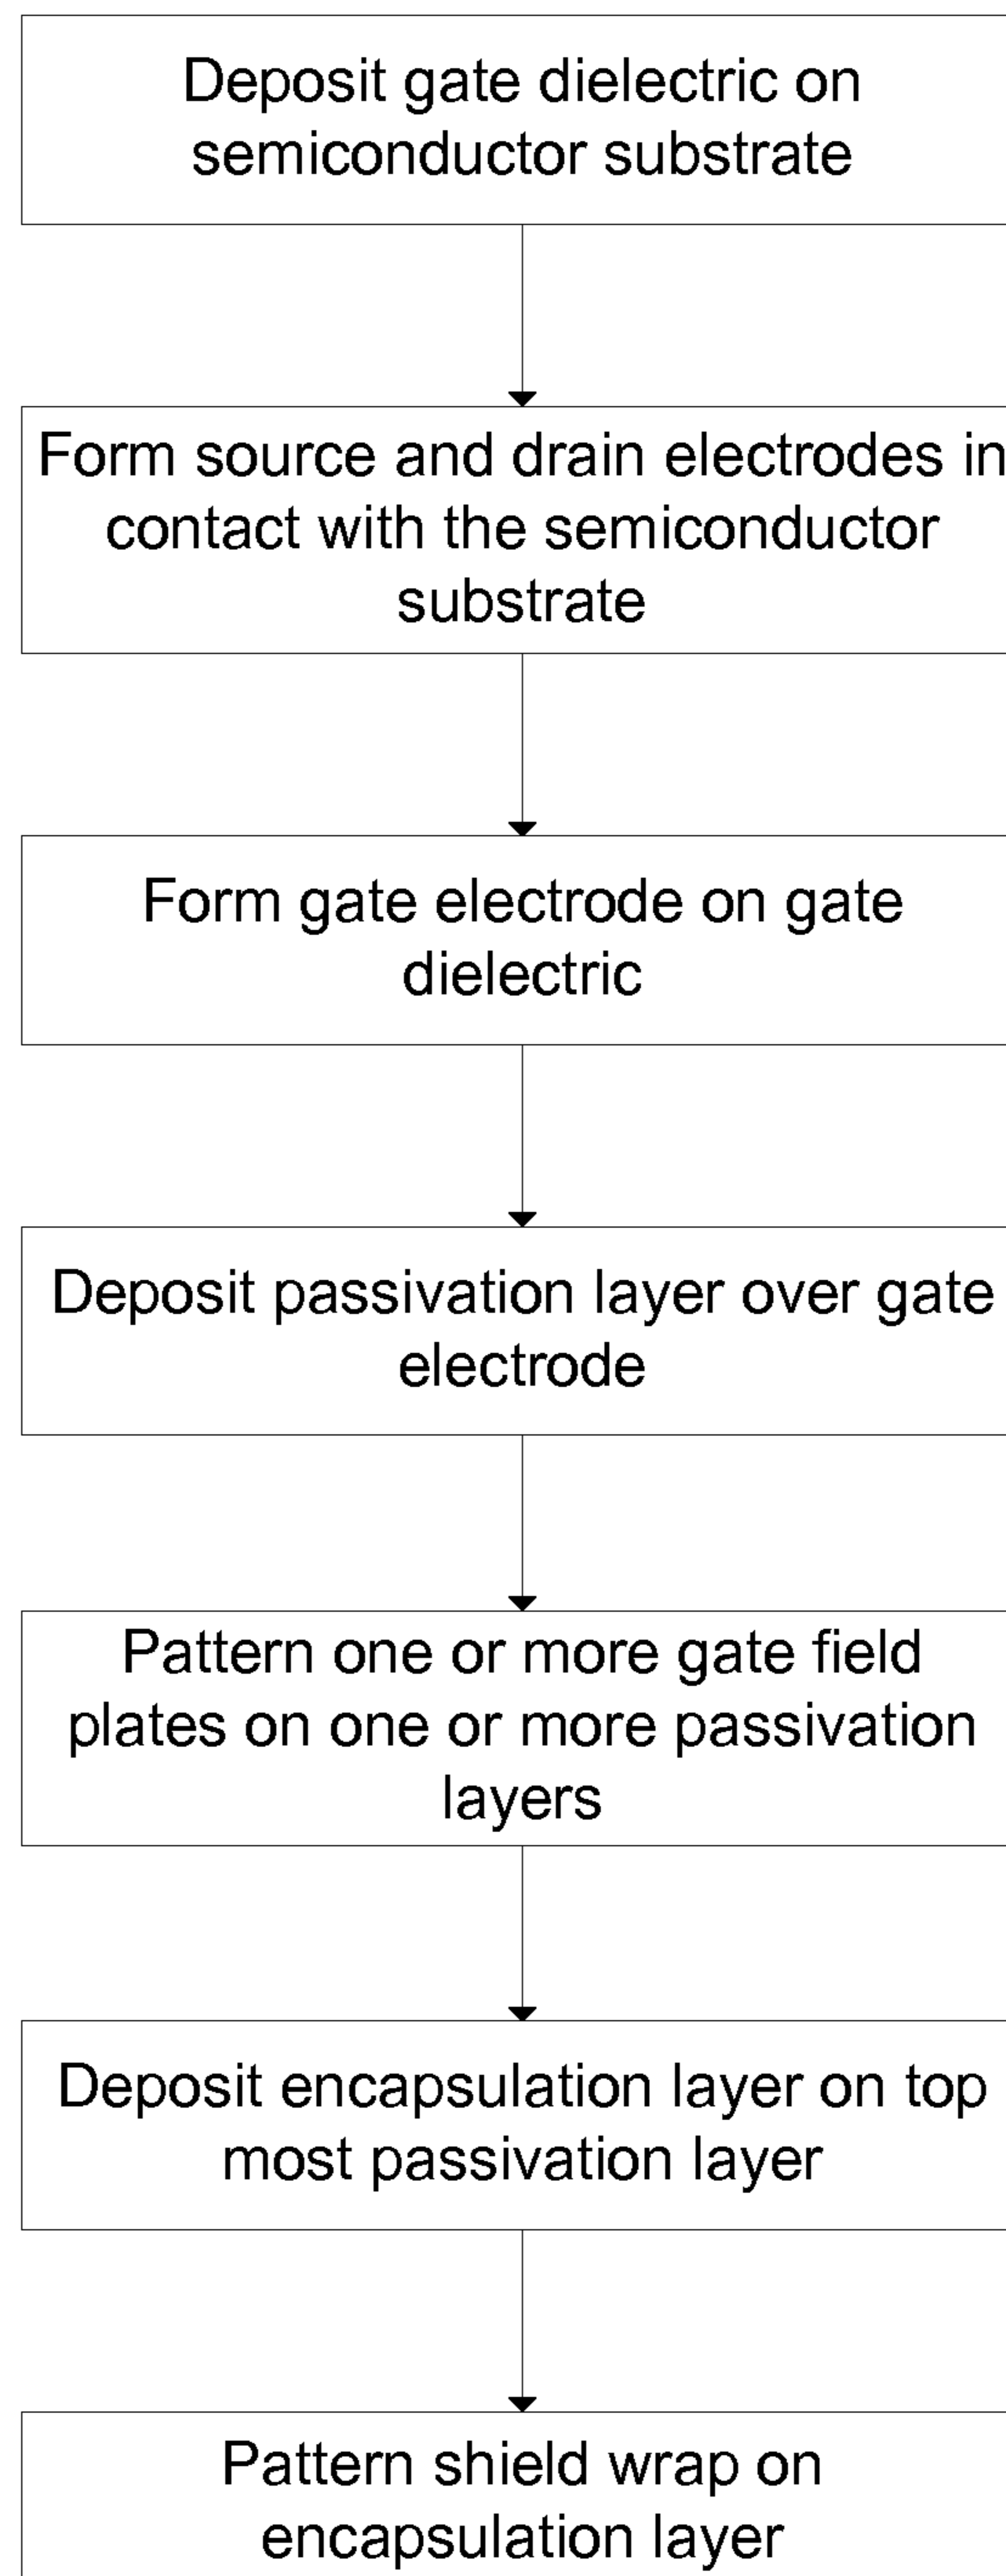 Deposit gate dielectric on
semiconductor substrate
Form source and drain electrodes in
contact with the semiconductor
substrate
Form gate electrode on gate
dielectric
Deposit passivation layer over gate
electrode
Pattern one or more gate field
plates on one or more passivation
layers
Deposit encapsulation layer on top
most passivation layer
Pattern shield wrap on
encapsulation layer